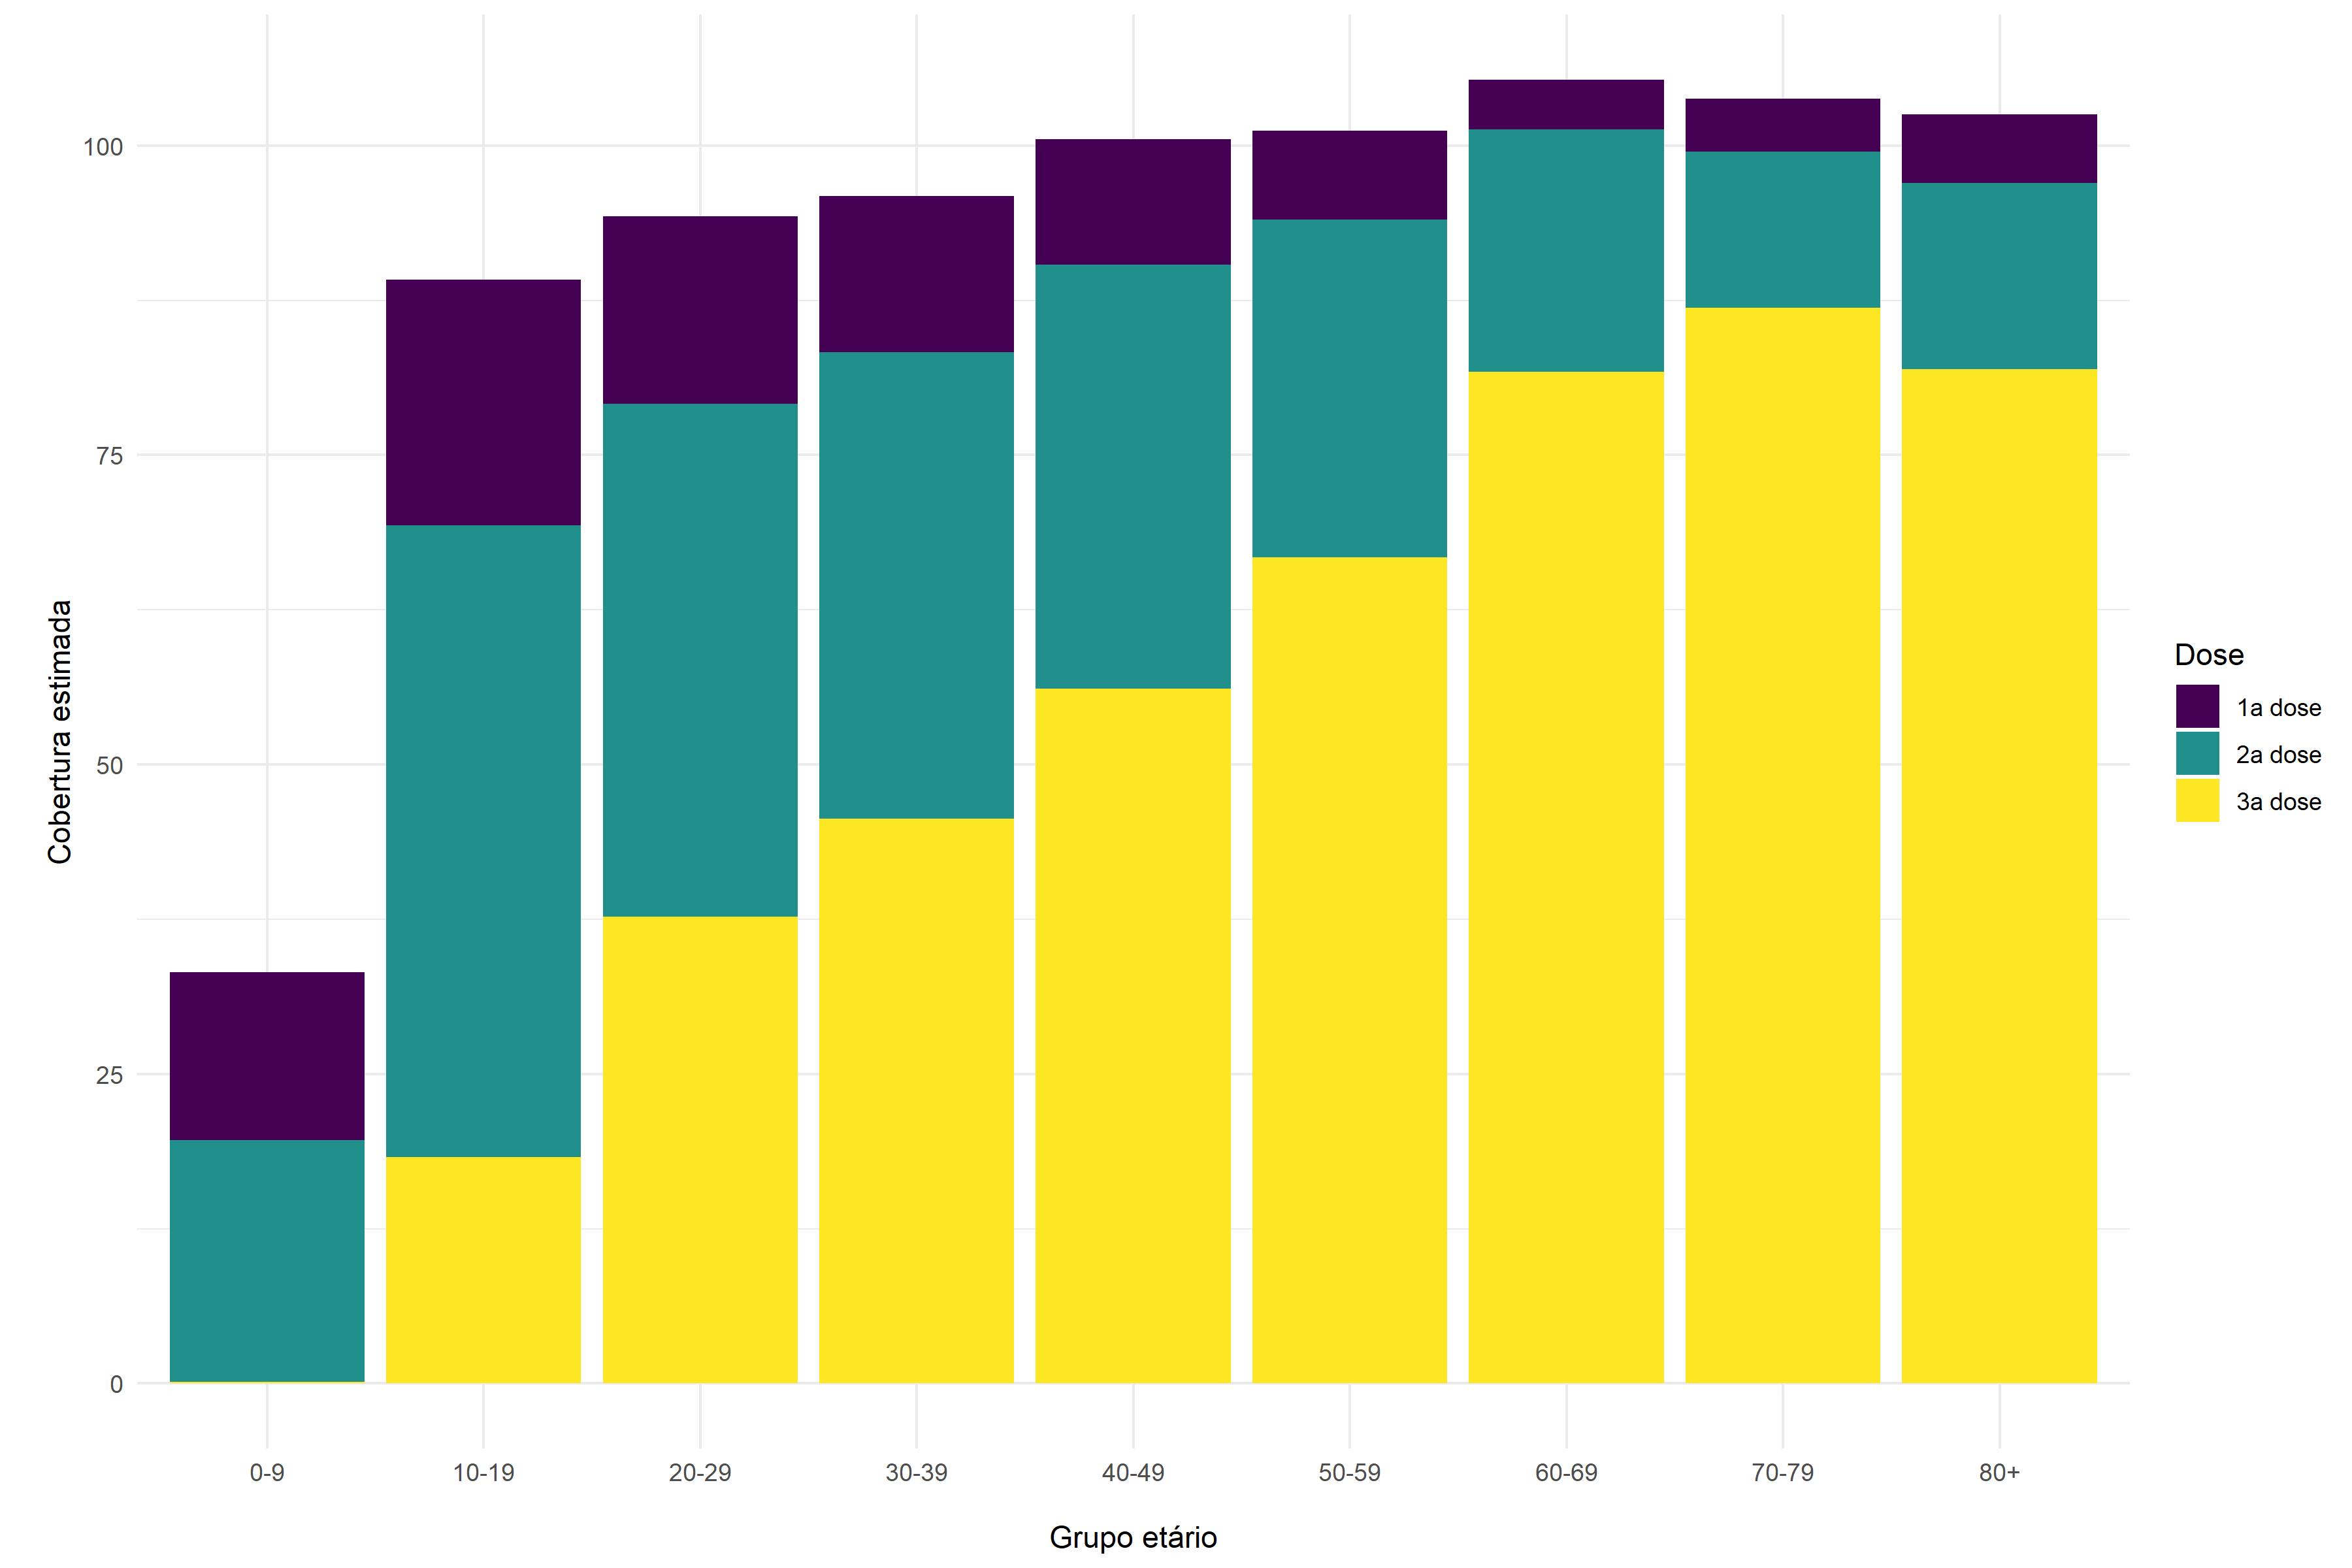 100
75
50
25
0
Cobertura estimada
0-9 10-19 20-29 30-39 40-49 50-59 60-69 70-79 80+
Grupo etário
Dose
1a dose
2a dose
3a dose